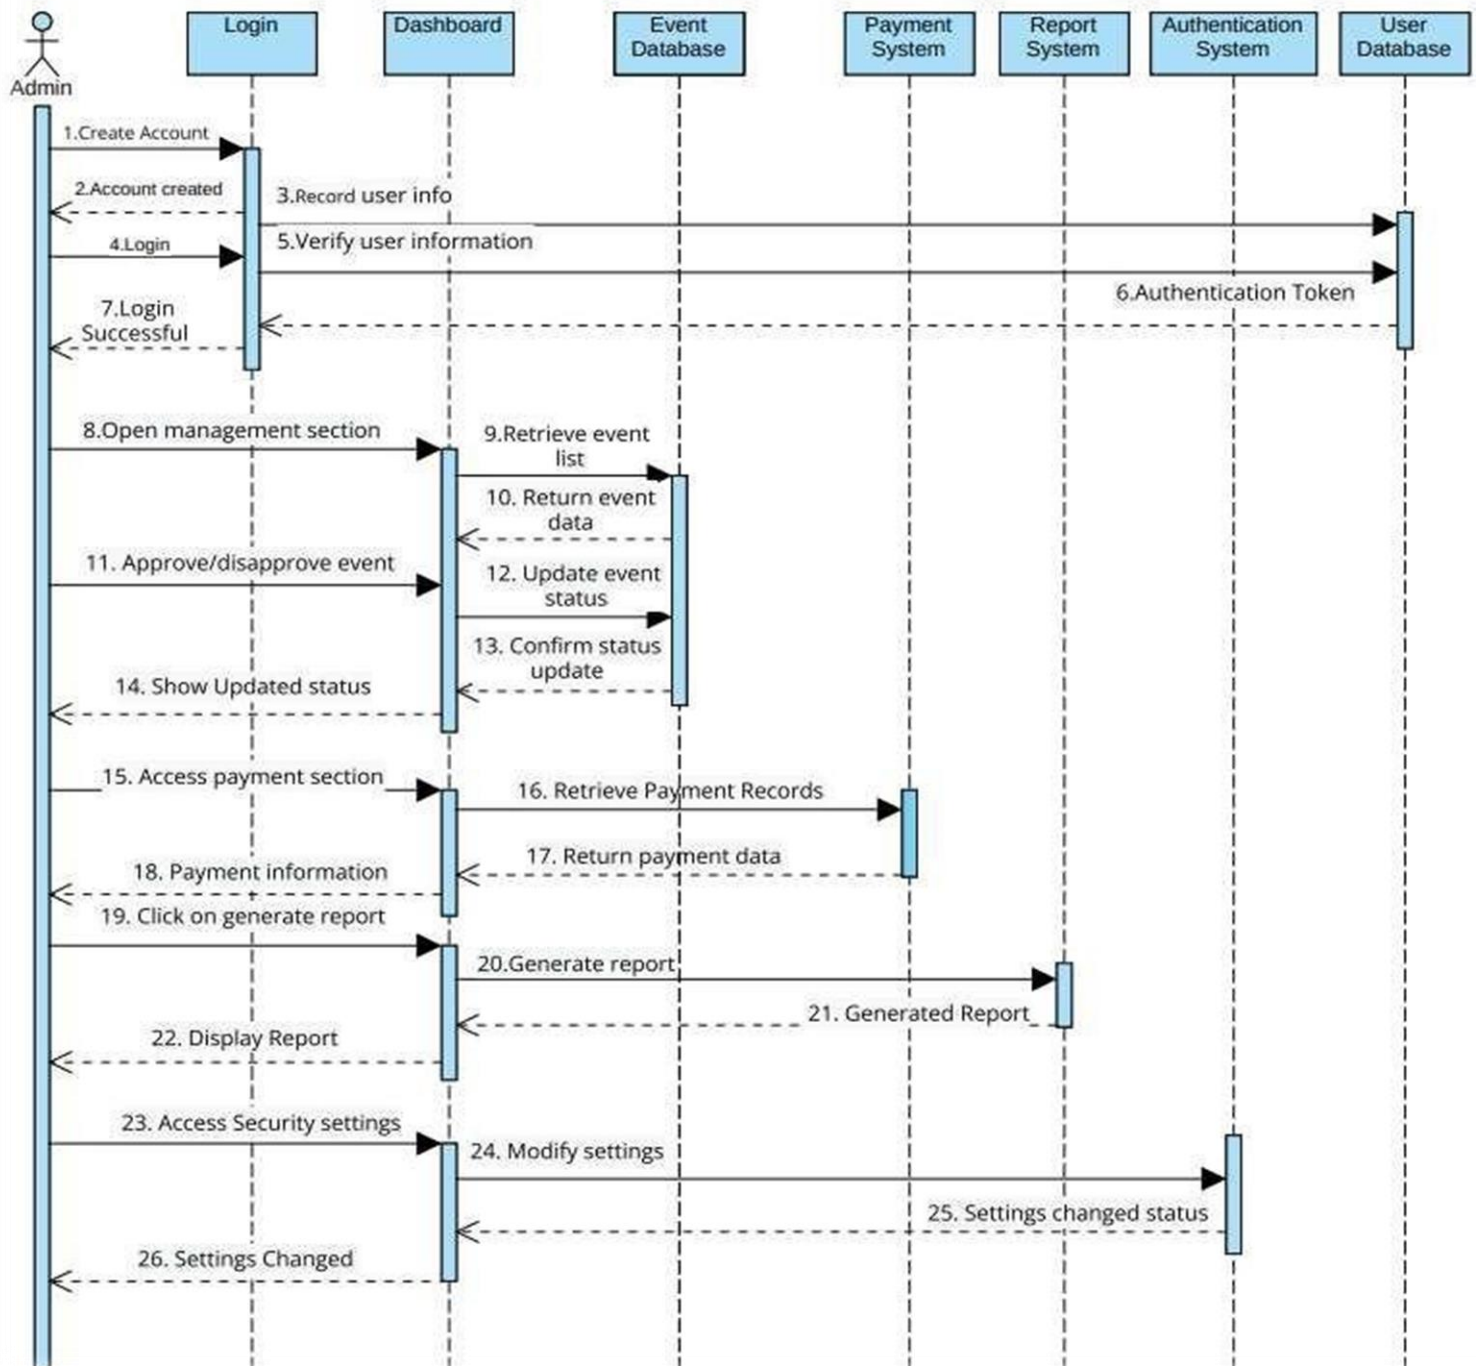 Login
Dashboard
Event
Database
Payment
System
Report
System
Authentication
System
User
Database
Admin
1.Create Account
2.Account created
3.Record user info
4.Login
5.Verify user information
6.Authentication Token
7.Login
Successful
8.Open management section
9.Retrieve event
list
10. Return event
data
11. Approve/disapprove event
12. Update event
status
13. Confirm status
update
14. Show Updated status
15. Access payment section
16. Retrieve Payment Records
17. Return payment data
18. Payment information
19. Click on generate report
20.Generate report
21. Generated Report
22. Display Report
23. Access Security settings
24. Modify settings
25. Settings changed status
26. Settings Changed